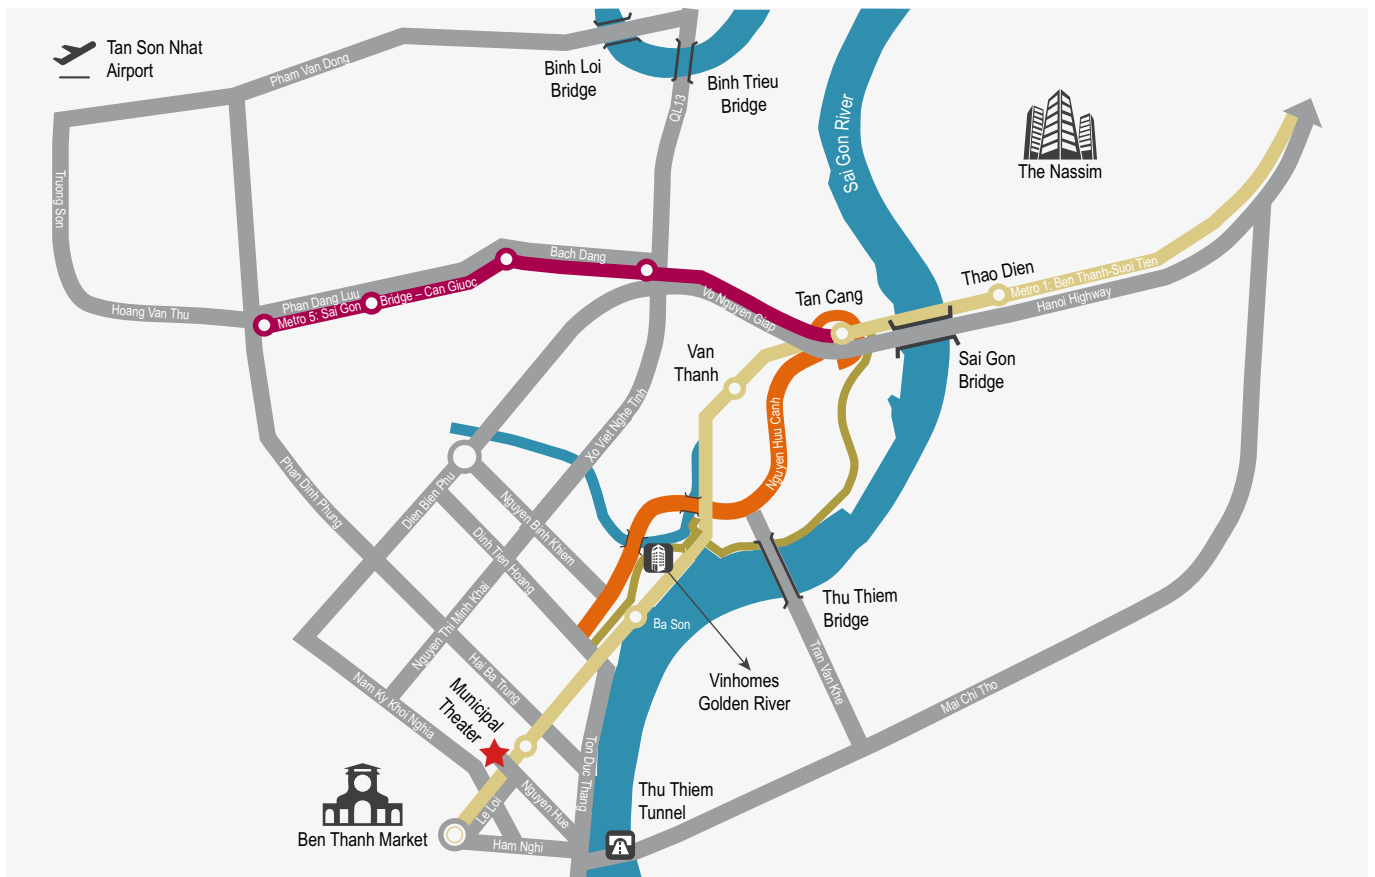 Tan Son Nhat
Airport
Pham Van Dong
Binh Loi
Bridge
Binh Trieu
Bridge
QL13
Sai Gon River
The Nassim
Truong Son
Hoang Van Thu
Phan Dang Luu
Bach Dang
Metro 5: Sai Gon Bridge – Can Giuoc
Vo Nguyen Giap
Tan Cang
Thao Dien
Metro 1: Ben Thanh-Suoi Tien
Hanoi Highway
Sai Gon
Bridge
Van
Thanh
Xo Viet Nghe Tinh
Nguyen Huu Canh
Phan Dinh Phung
Dien Bien Phu
Nguyen Binh Khiem
Dinh Tien Hoang
Nguyen Thi Minh Khai
Hai Ba Trung
Nam Ky Khoi Nghia
Ba Son
Thu Thiem
Bridge
Tran Van Khe
Vinhomes
Golden River
Mai Chi Tho
Municipal
Theater
Ton Duc Thang
Nguyen Hue
Le Loi
Ham Nghi
Thu Thiem
Tunnel
Ben Thanh Market